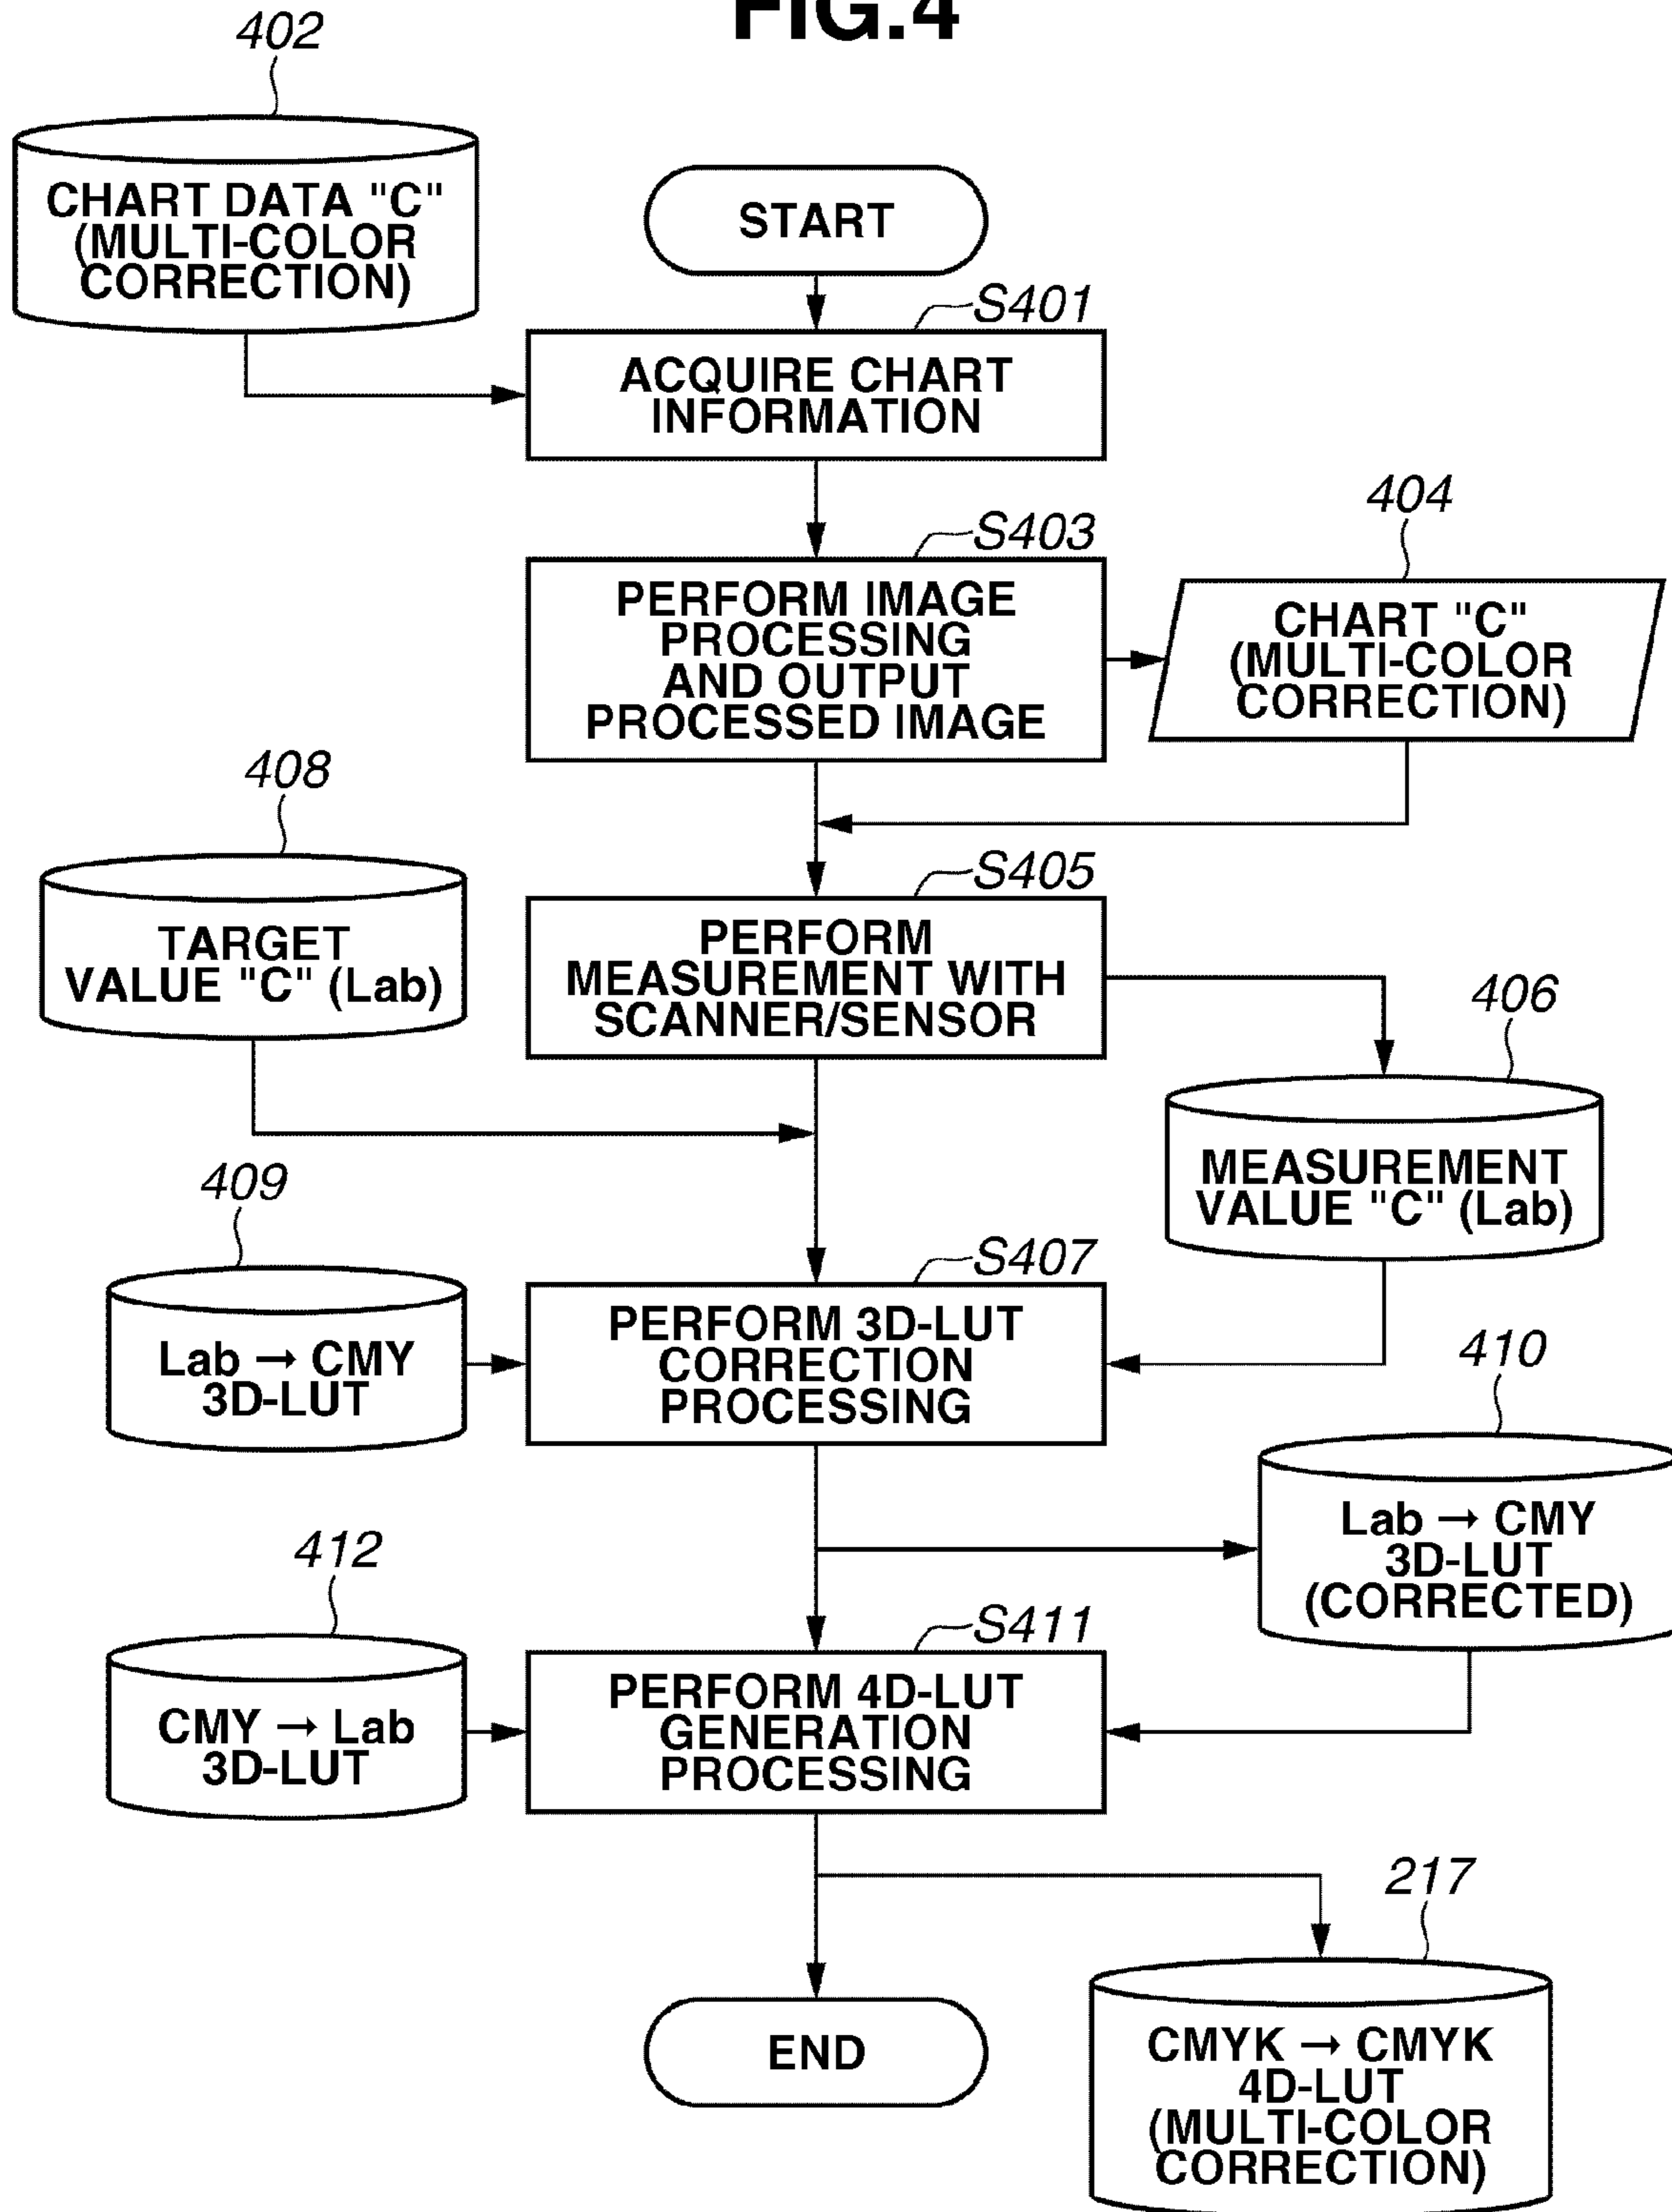 FIG.4
402
CHART DATA "C"
(MULTI-COLOR
CORRECTION)
START
S401
ACQUIRE CHART
INFORMATION
S403
PERFORM IMAGE
PROCESSING
AND OUTPUT
PROCESSED IMAGE
404
CHART "C"
(MULTI-COLOR
CORRECTION)
408
TARGET
VALUE "C" (Lab)
S405
PERFORM
MEASUREMENT WITH
SCANNER/SENSOR
406
MEASUREMENT
VALUE "C" (Lab)
409
Lab → CMY
3D-LUT
S407
PERFORM 3D-LUT
CORRECTION
PROCESSING
410
Lab → CMY
3D-LUT
(CORRECTED)
412
CMY → Lab
3D-LUT
S411
PERFORM 4D-LUT
GENERATION
PROCESSING
217
CMYK → CMYK
4D-LUT
(MULTI-COLOR
CORRECTION)
END